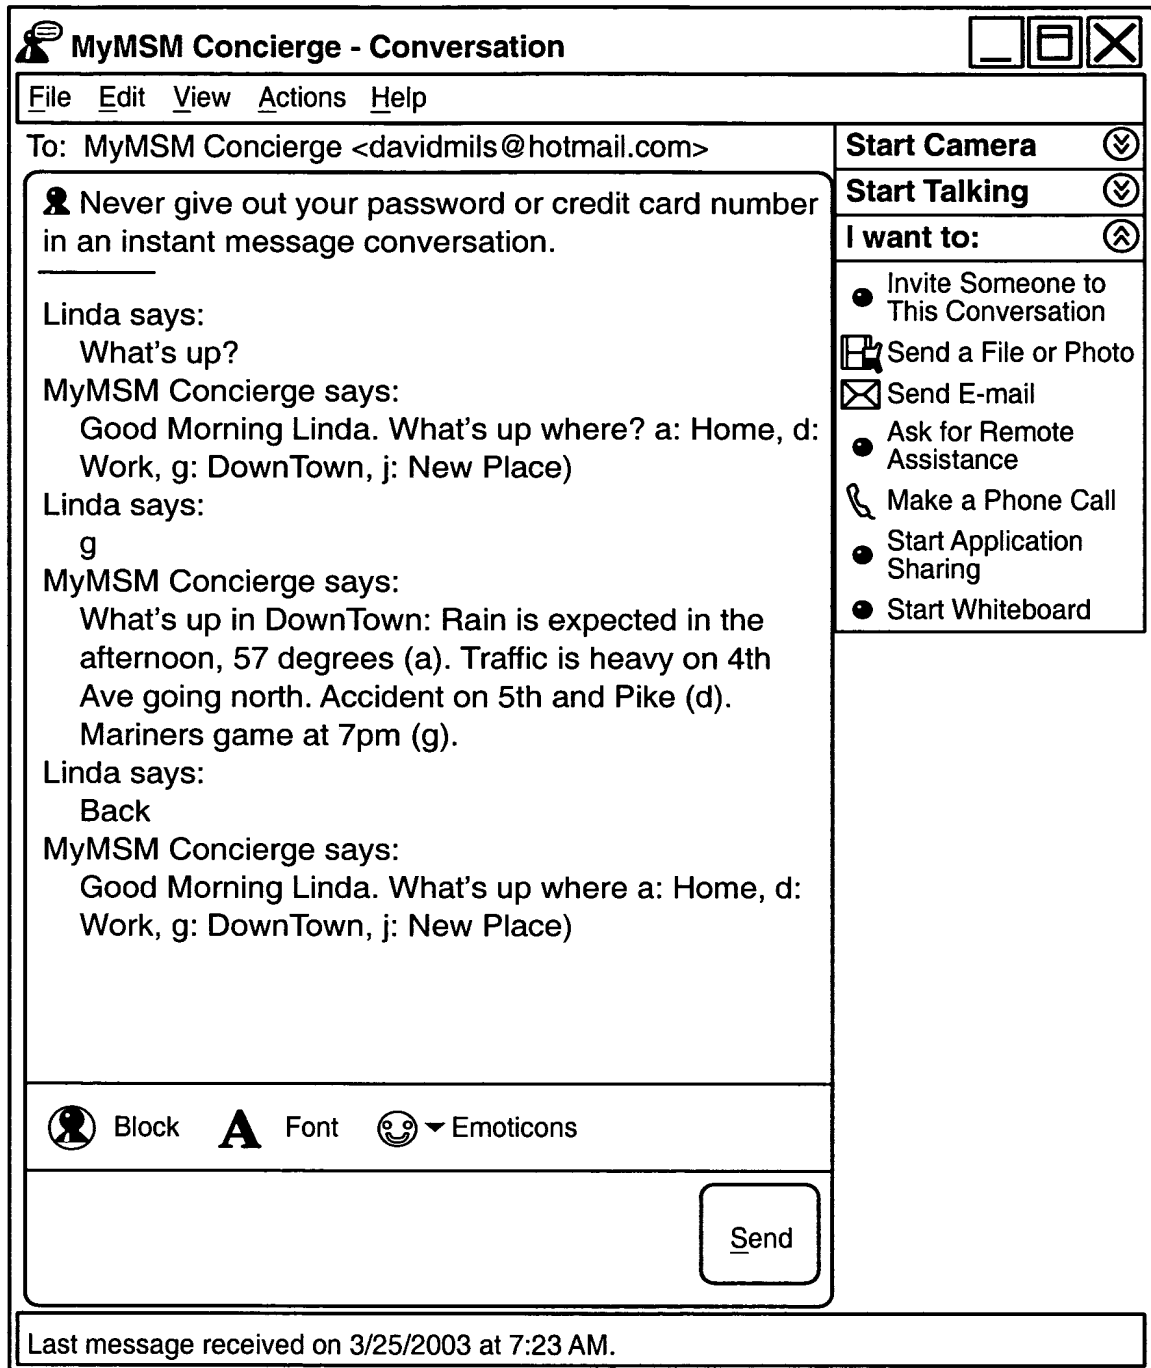 MyMSM Concierge - Conversation
File Edit View Actions Help
To: MyMSM Concierge <davidmils@hotmail.com>
Never give out your password or credit card number
in an instant message conversation.
Linda says:
What's up?
MyMSM Concierge says:
Good Morning Linda. What's up where? a: Home, d:
Work, g: DownTown, j: New Place)
Linda says:
g
MyMSM Concierge says:
What's up in DownTown: Rain is expected in the
afternoon, 57 degrees (a). Traffic is heavy on 4th
Ave going north. Accident on 5th and Pike (d).
Mariners game at 7pm (g).
Linda says:
Back
MyMSM Concierge says:
Good Morning Linda. What's up where a: Home, d:
Work, g: DownTown, j: New Place)
Block A Font Emoticons
Send
Start Camera
Start Talking
I want to:
Invite Someone to
This Conversation
Send a File or Photo
Send E-mail
Ask for Remote
Assistance
Make a Phone Call
Start Application
Sharing
Start Whiteboard
Last message received on 3/25/2003 at 7:23 AM.